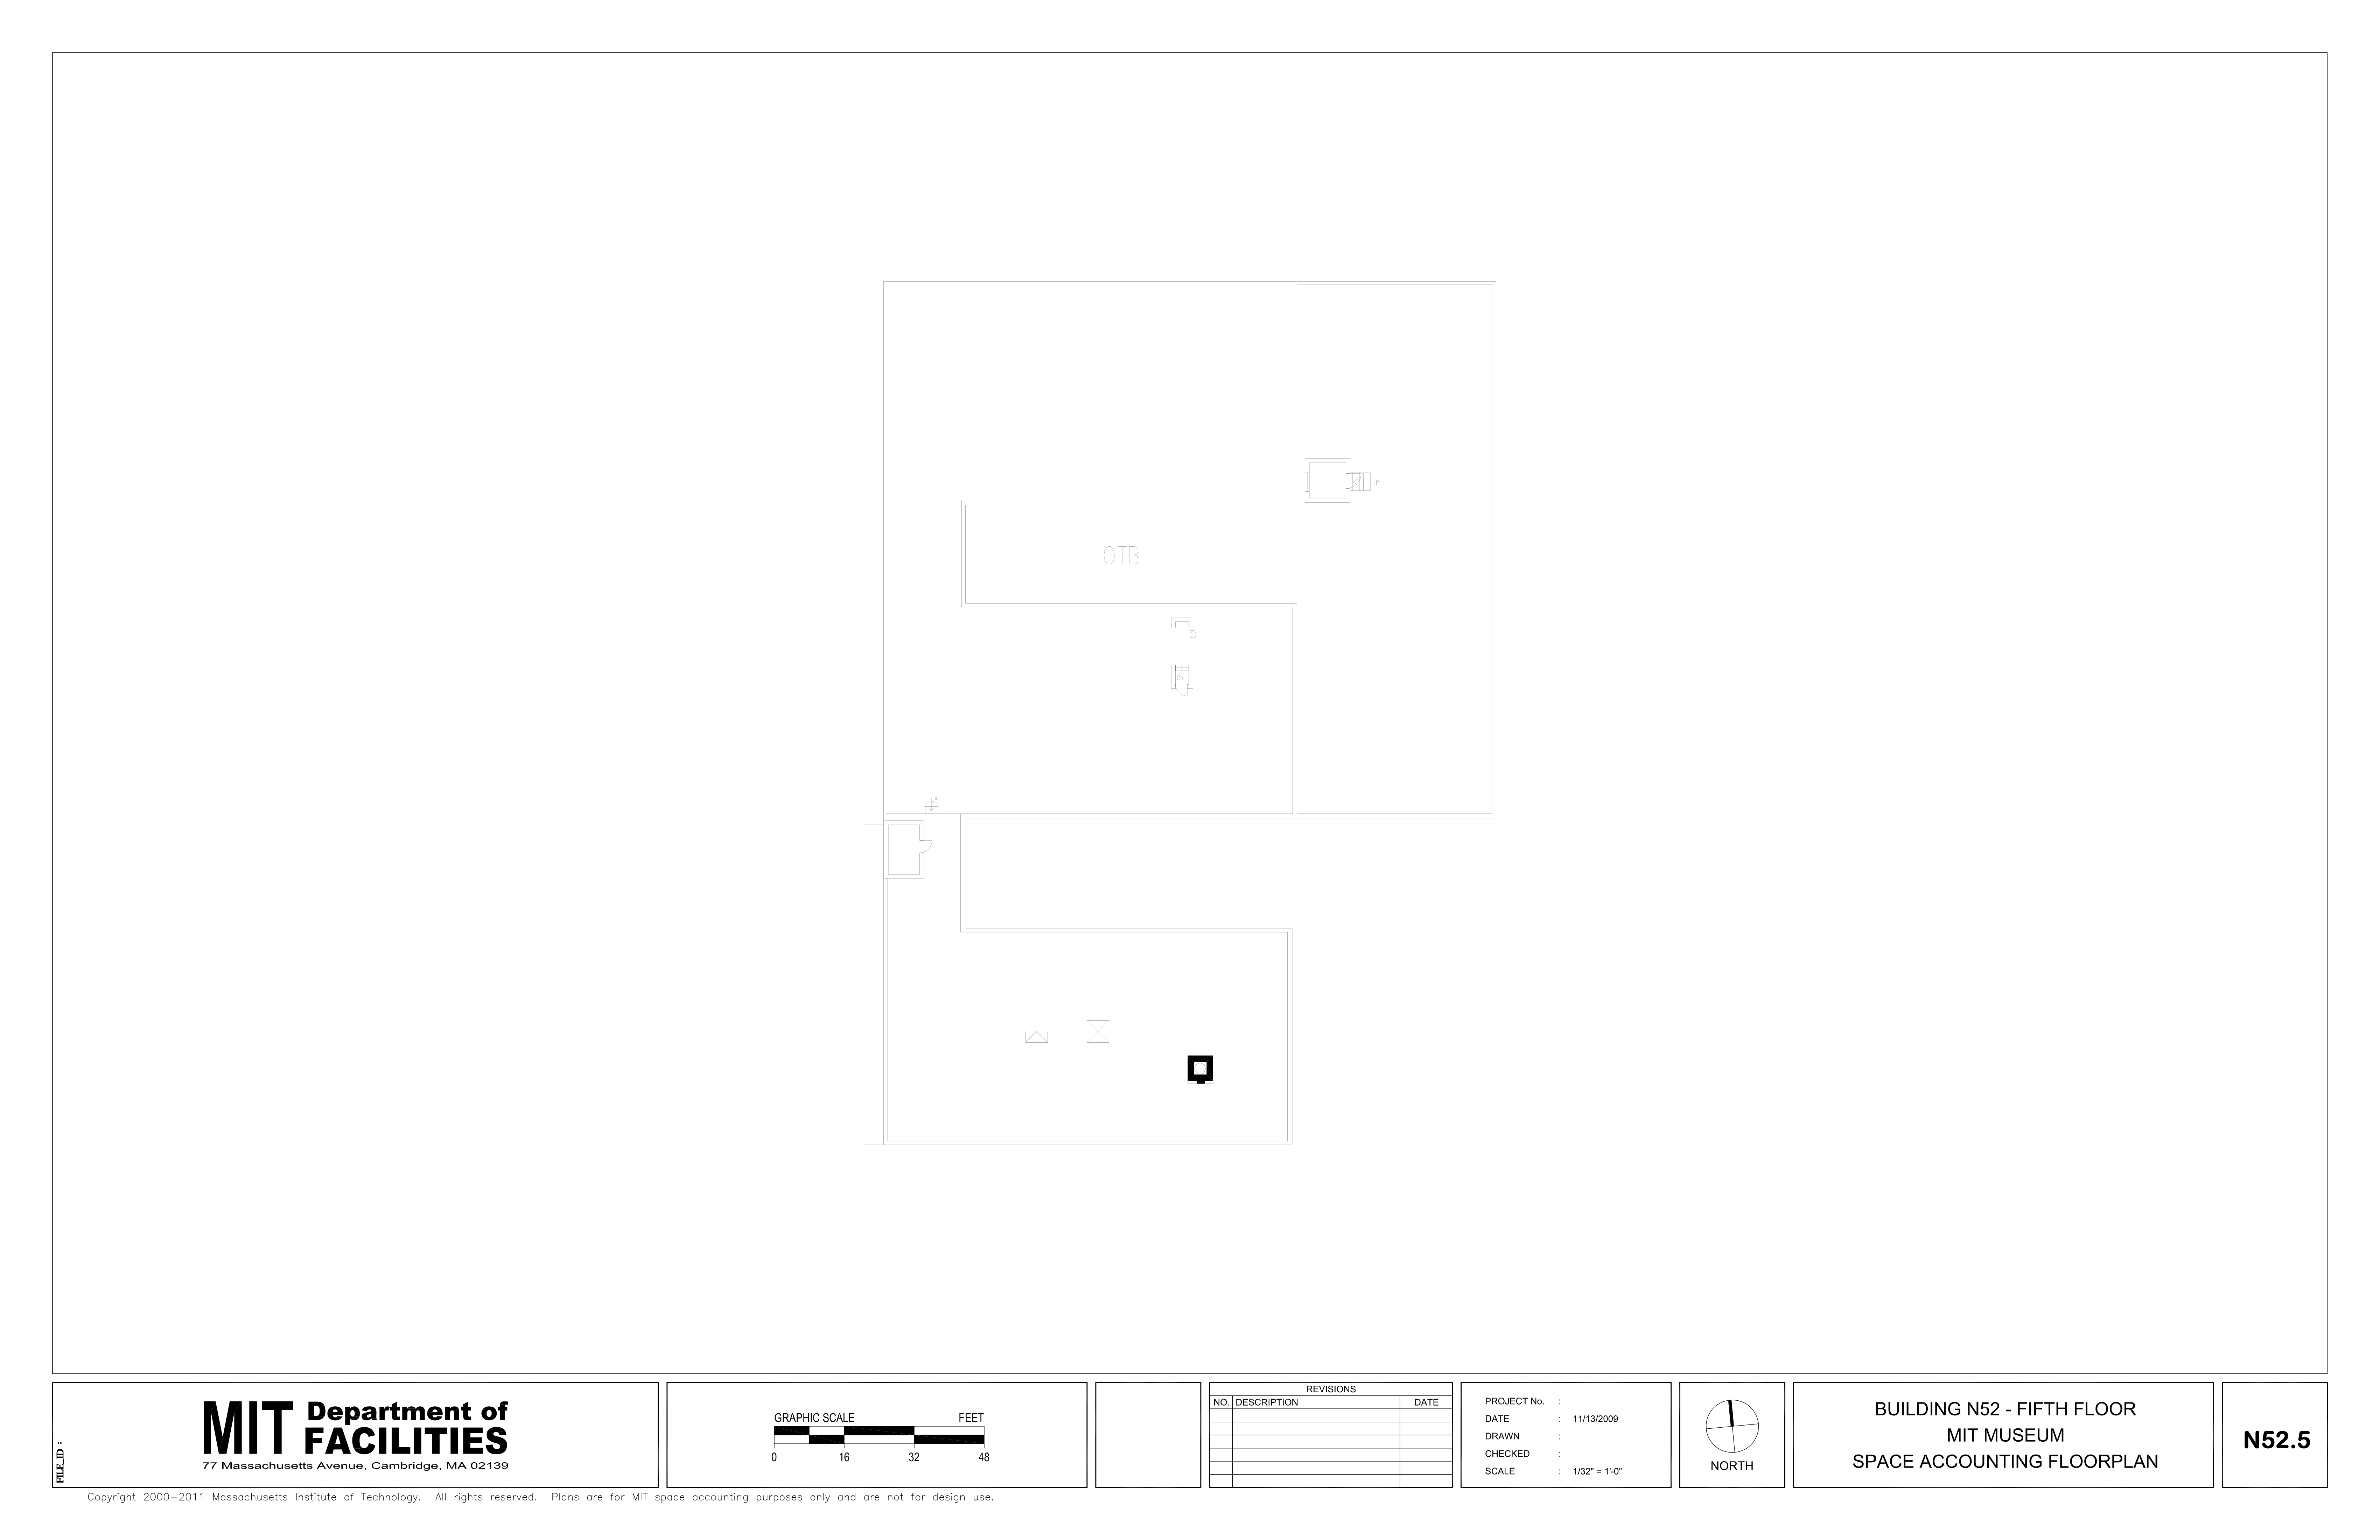 UP
OTB
DN
UP
FILE_ID :
MIT Department of
FACILITIES
77 Massachusetts Avenue, Cambridge, MA 02139
GRAPHIC SCALE FEET
0 16 32 48
REVISIONS
NO. DESCRIPTION DATE
PROJECT No. :
DATE : 11/13/2009
DRAWN :
CHECKED :
SCALE : 1/32" = 1'-0"
NORTH
BUILDING N52 - FIFTH FLOOR
MIT MUSEUM
SPACE ACCOUNTING FLOORPLAN
N52.5
Copyright 2000-2011 Massachusetts Institute of Technology. All rights reserved. Plans are for MIT space accounting purposes only and are not for design use.